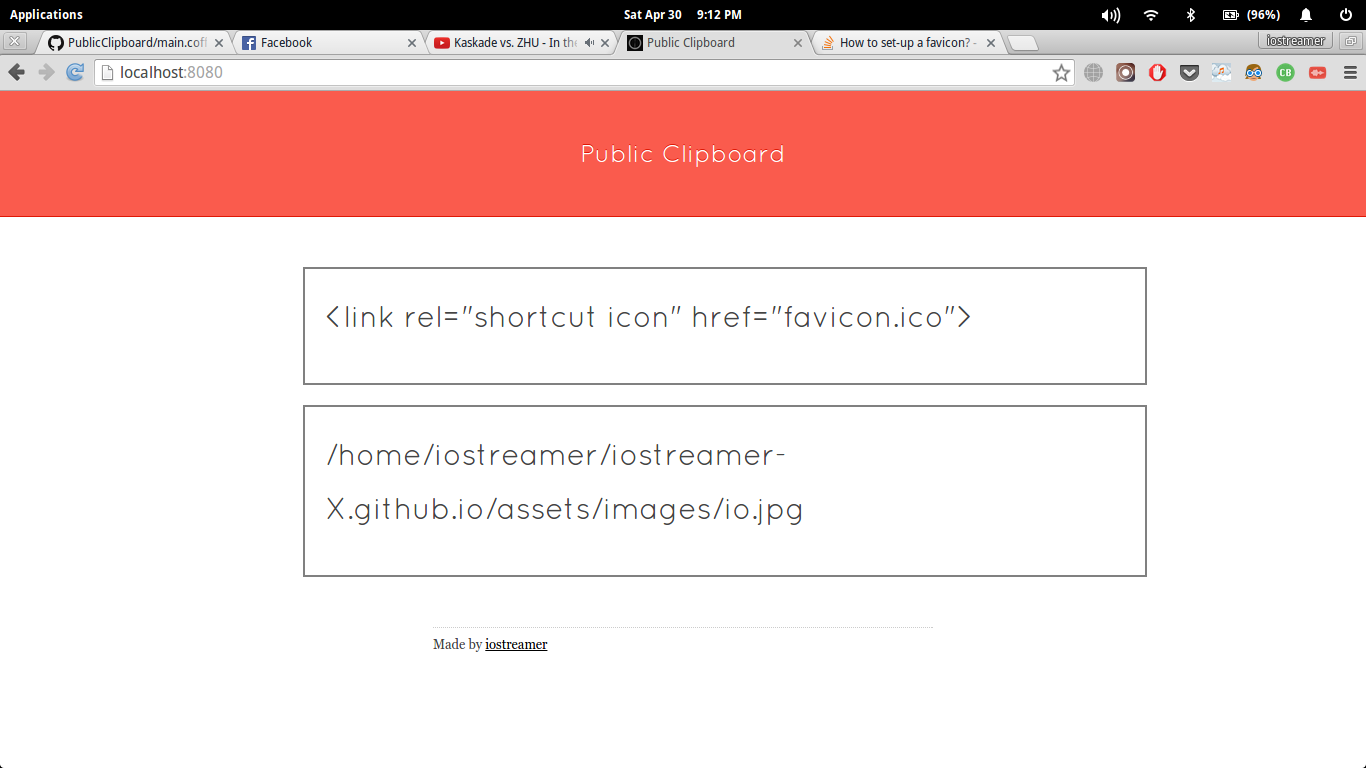 Applications
Sat Apr 30 9:12 PM
(96%)
PublicClipboard/main.coff
Facebook
Kaskade vs. ZHU - In the
Public Clipboard
How to set-up a favicon? -
iostreamer
localhost:8080
CB
Public Clipboard
<link rel="shortcut icon" href="favicon.ico">
/home/iostreamer/iostreamer-
X.github.io/assets/images/io.jpg
Made by iostreamer